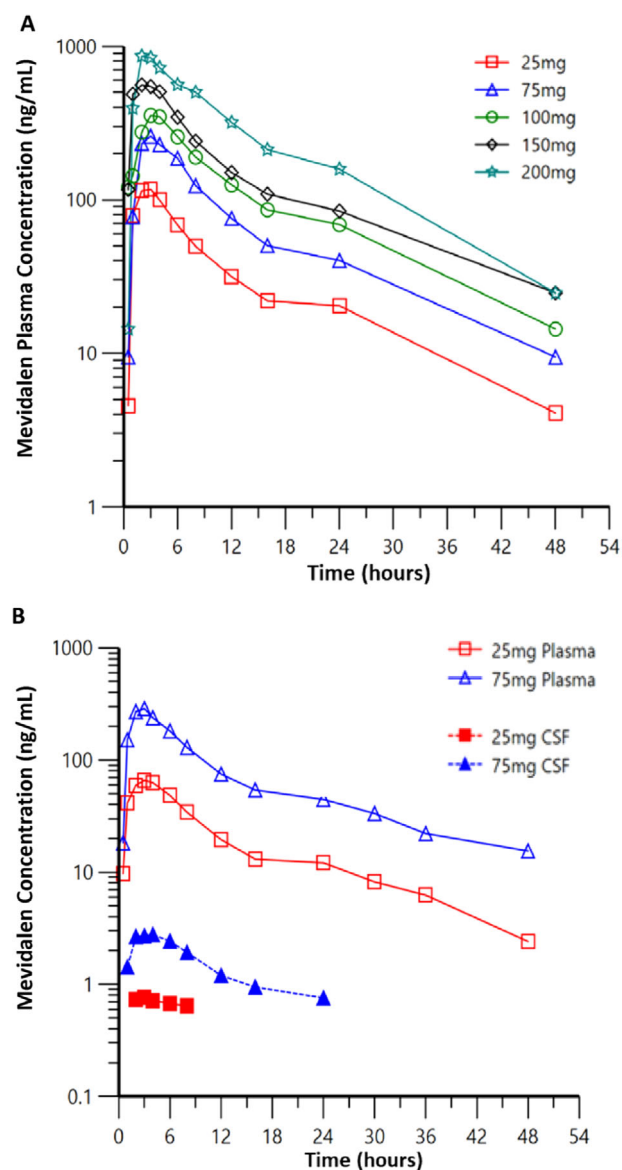 A
Mevidalen Plasma Concentration (ng/mL)
1000
100
10
1
25mg
75mg
100mg
150mg
200mg
0 6 12 18 24 30 36 42 48 54
Time (hours)
B
Mevidalen Concentration (ng/mL)
1000
100
10
1
0.1
25mg Plasma
75mg Plasma
25mg CSF
75mg CSF
0 6 12 18 24 30 36 42 48 54
Time (hours)